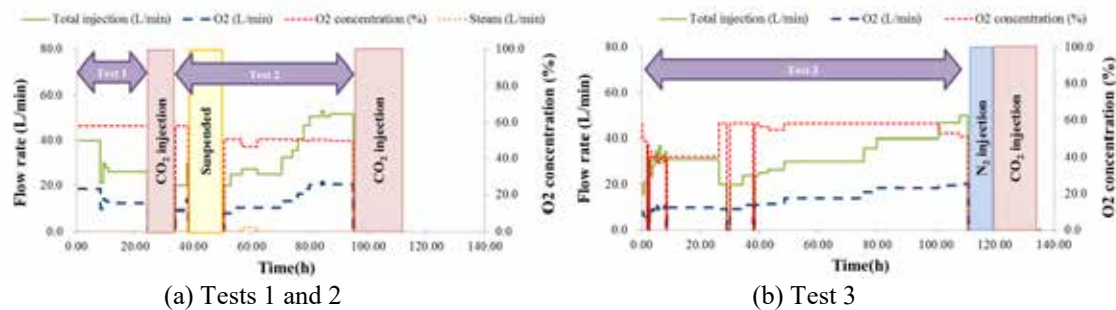 Total injection (L/min) O2 (L/min) O2 concentration (%) Steam (L/min)
80.0
60.0
40.0
20.0
0.0
Flow rate (L/min)
Test 1
CO2 injection
Suspended
Test 2
CO2 injection
100.0
80.0
60.0
40.0
20.0
0.0
O2 concentration (%)
0.00 20.00 40.00 60.00 80.00 100.00 120.00 140.00
Time(h)
(a) Tests 1 and 2
Total injection (L/min) O2 (L/min) O2 concentration (%)
80.0
60.0
40.0
20.0
0.0
Flow rate (L/min)
Test 3
N2 injection
CO2 injection
100.0
80.0
60.0
40.0
20.0
0.0
O2 concentration (%)
0.00 20.00 40.00 60.00 80.00 100.00 120.00 140.00
Time(h)
(b) Test 3